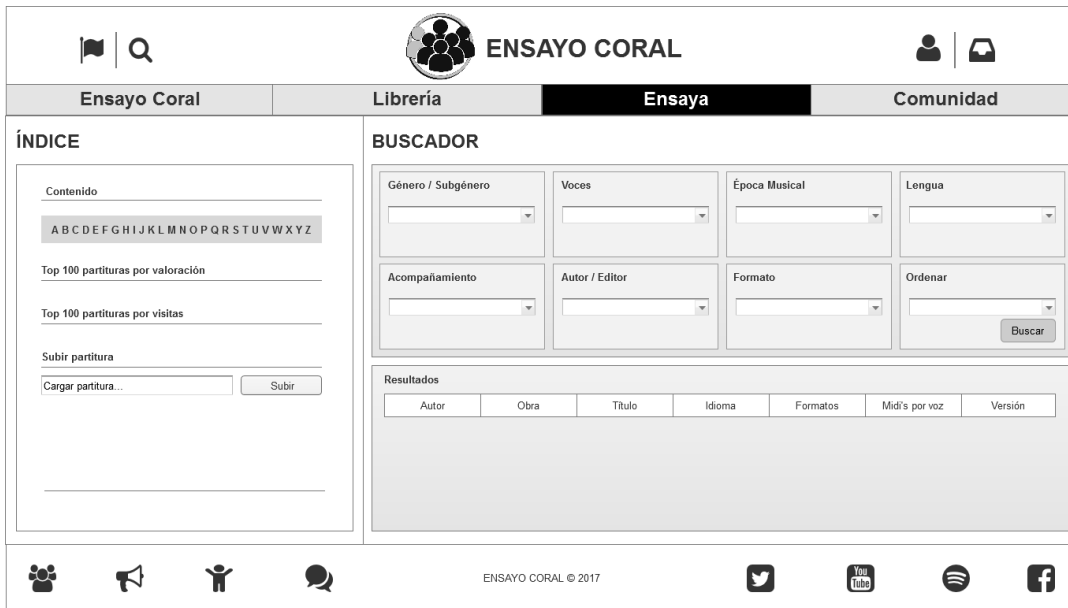 ENSAYO CORAL
Ensayo Coral
Librería
Ensaya
Comunidad
ÍNDICE
Contenido
A B C D E F G H I J K L M N O P Q R S T U V W X Y Z
Top 100 partituras por valoración
Top 100 partituras por visitas
Subir partitura
Cargar partitura...
Subir
BUSCADOR
Género / Subgénero
Voces
Época Musical
Lengua
Acompañamiento
Autor / Editor
Formato
Ordenar
Buscar
Resultados
Autor
Obra
Título
Idioma
Formatos
Midi's por voz
Versión
ENSAYO CORAL © 2017
You
Tube